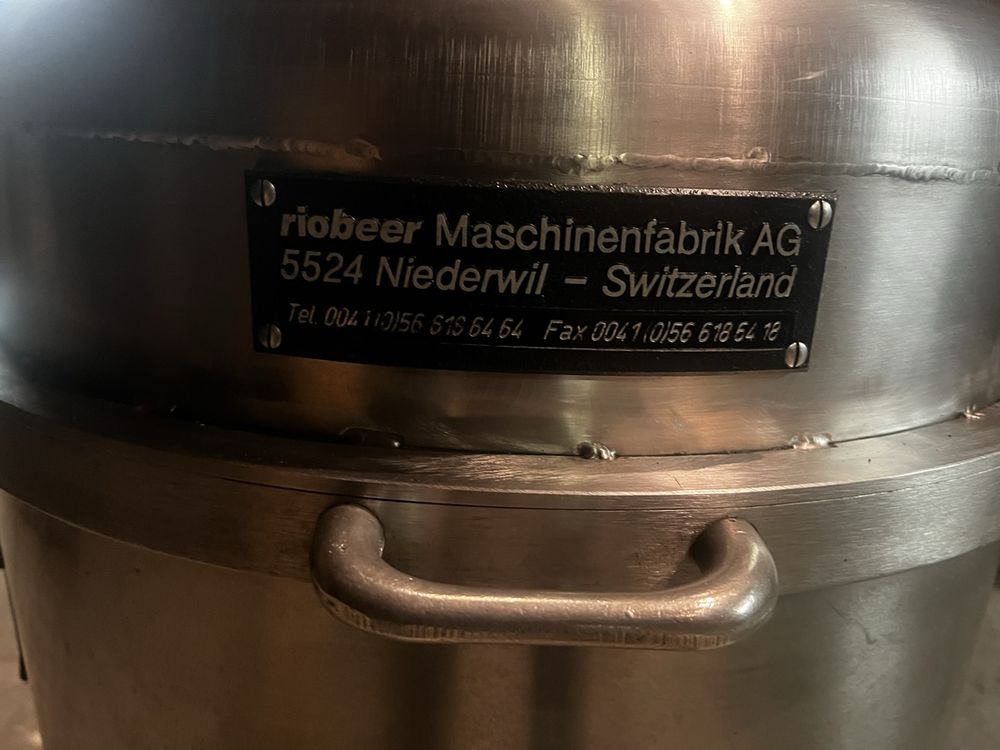 riobeer Maschinenfabrik AG
5524 Niederwil - Switzerland
Tel. 0041 (0)56 618 64 64 Fax 0041 (0)56 618 64 18